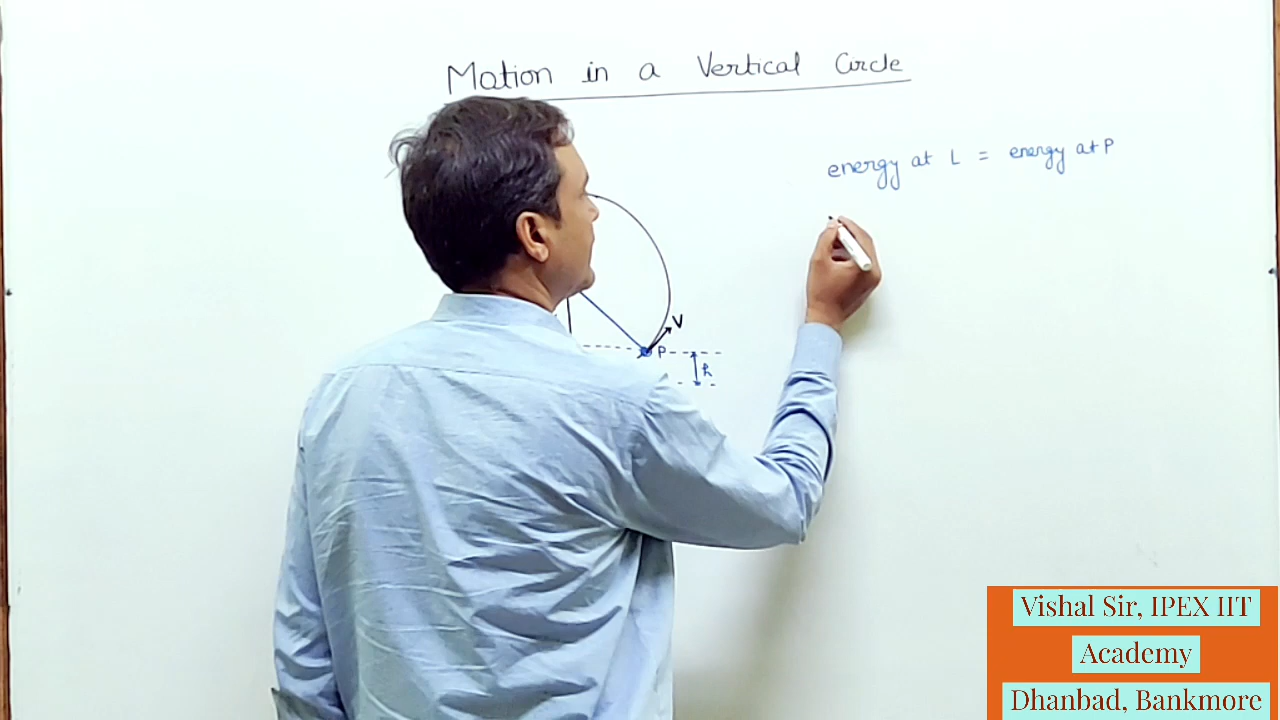 Motion in a Vertical Circle
energy at L = energy at P
V
P
h
Vishal Sir, IPEX IIT
Academy
Dhanbad, Bankmore